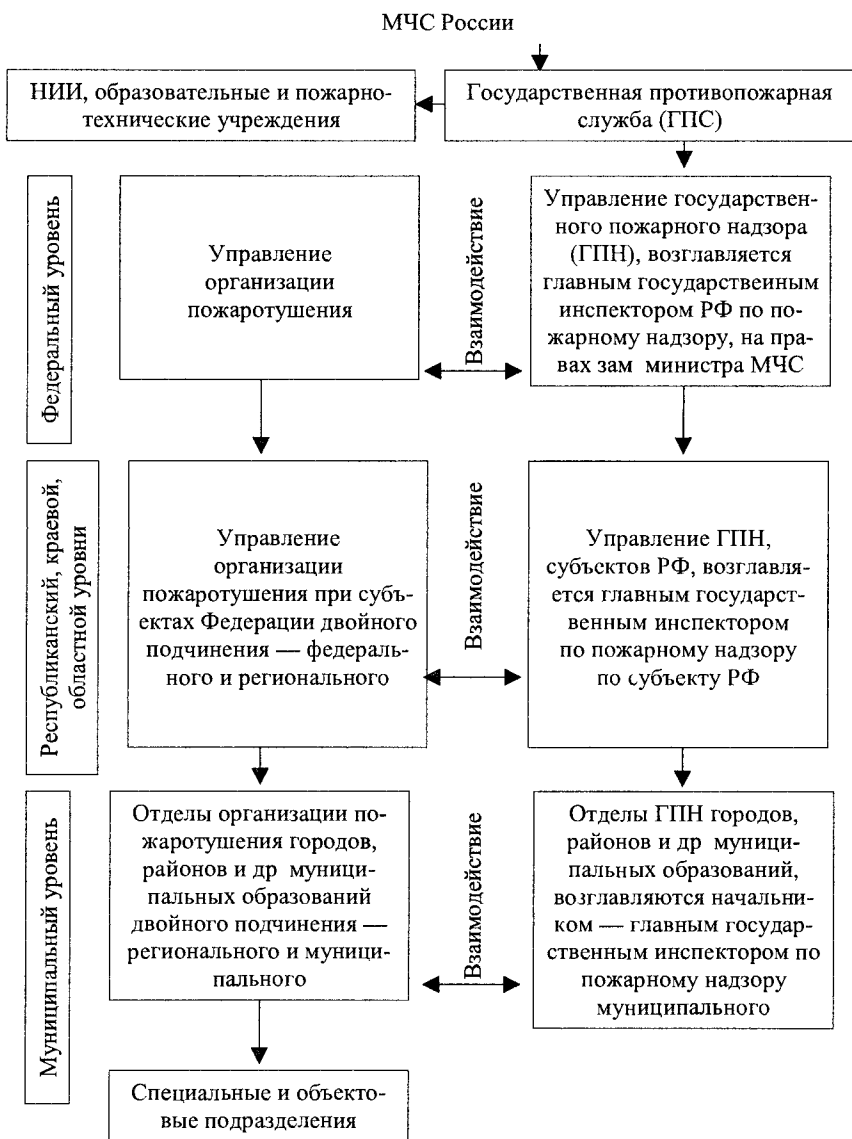 МЧС России
НИИ, образовательные и пожарно-
технические учреждения
Государственная противопожарная
служба (ГПС)
Федеральный уровень
Управление
организации
пожаротушения
Взаимодействие
Управление государствен-
ного пожарного надзора
(ГПН), возглавляется
главным государствеиным
инспектором РФ по по-
жарному надзору, на пра-
вах зам министра МЧС
Республиканский, краевой,
областной уровни
Управление
организации
пожаротушения при субъ-
ектах Федерации двойного
подчинения — федераль-
ного и регионального
Взаимодействие
Управление ГПН,
субъектов РФ, возглавля-
ется главным государст-
венным инспектором
по пожарному надзору
по субъекту РФ
Муниципальный уровень
Отделы организации по-
жаротушения городов,
районов и др муници-
пальных образований
двойного подчинения —
регионального и муници-
пального
Взаимодействие
Отделы ГПН городов,
районов и др муници-
пальных образований,
возглавляются начальни-
ком — главным государ-
ственным инспектором по
пожарному надзору
муниципального
Специальные и объекто-
вые подразделения